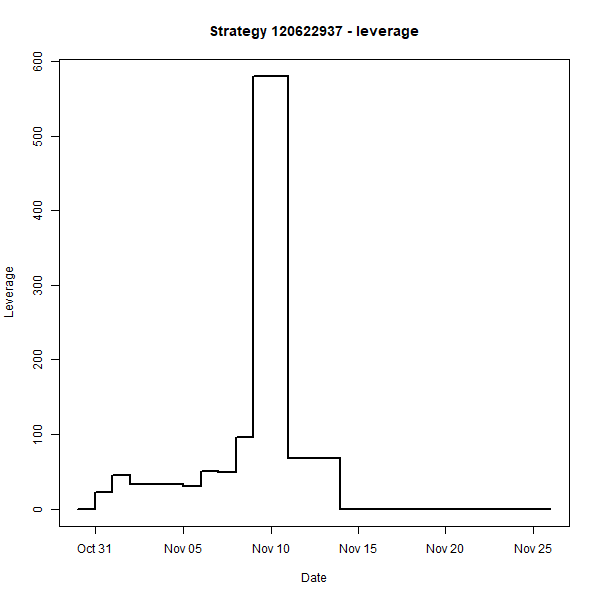 Strategy 120622937 - leverage
600
500
400
300
200
100
0
Leverage
Oct 31
Nov 05
Nov 10
Nov 15
Nov 20
Nov 25
Date